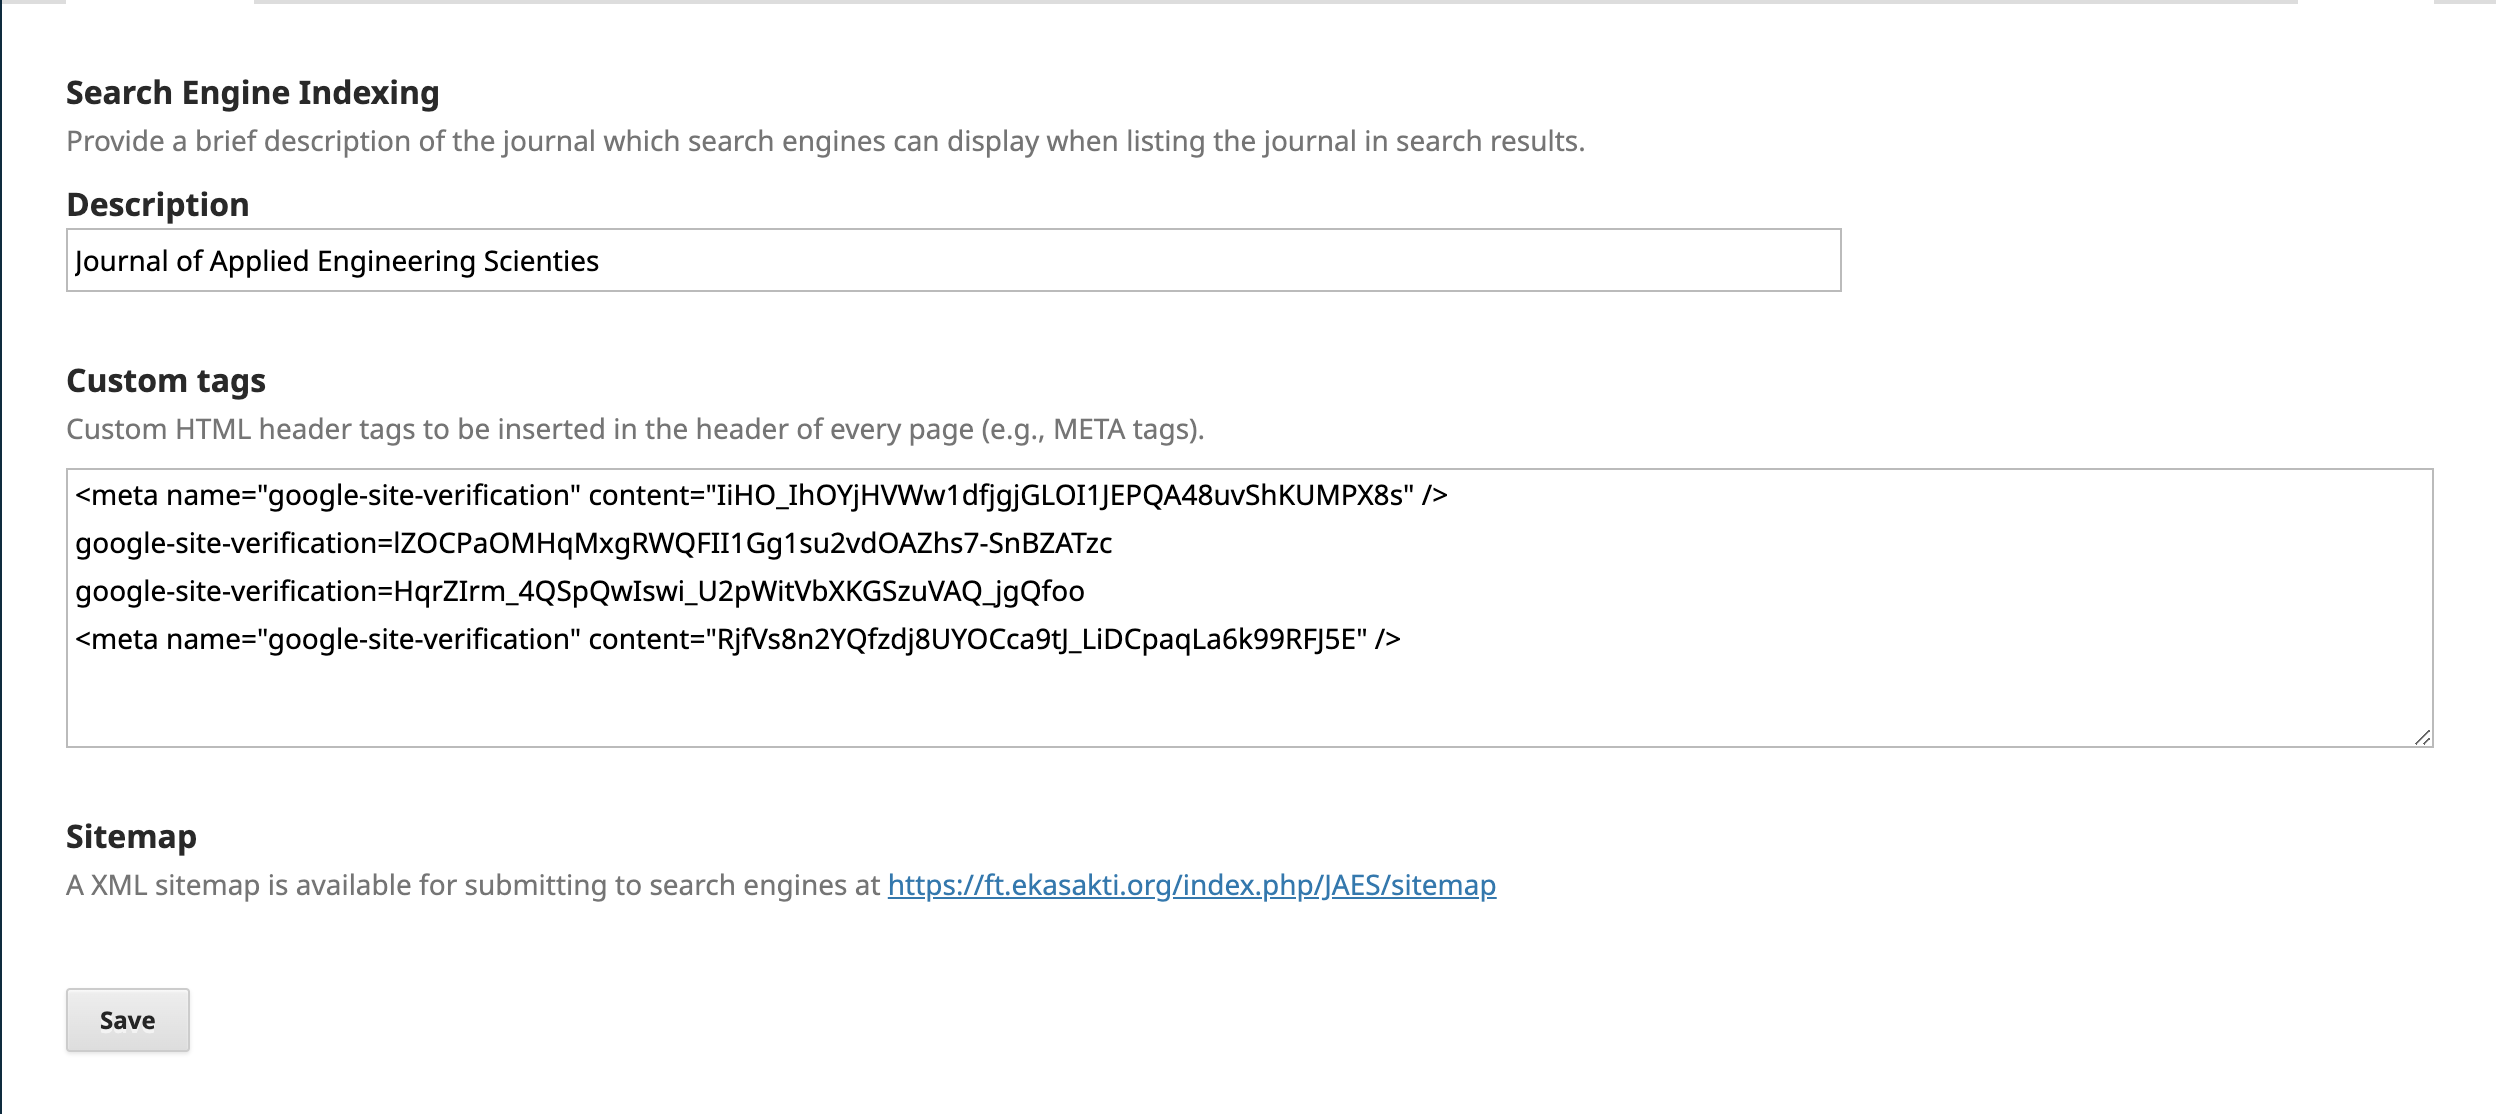 Search Engine Indexing
Provide a brief description of the journal which search engines can display when listing the journal in search results.
Description
Journal of Applied Engineering Scienties
Custom tags
Custom HTML header tags to be inserted in the header of every page (e.g., META tags).
<meta name="google-site-verification" content="IiHO_IhOYjHVWw1dfjgjGLOI1JEPQA48uvShKUMPX8s" />
google-site-verification=lZOCPaOMHqMxgRWQFII1Gg1su2vdOAZhs7-SnBZATzc
google-site-verification=HqrZIrm_4QSpQwIswi_U2pWitVbXKGSzuVAQ_jgQfoo
<meta name="google-site-verification" content="RjfVs8n2YQfzdj8UYOCca9tJ_LiDCpaqLa6k99RFJ5E" />
Sitemap
A XML sitemap is available for submitting to search engines at https://ft.ekasakti.org/index.php/JAES/sitemap
Save